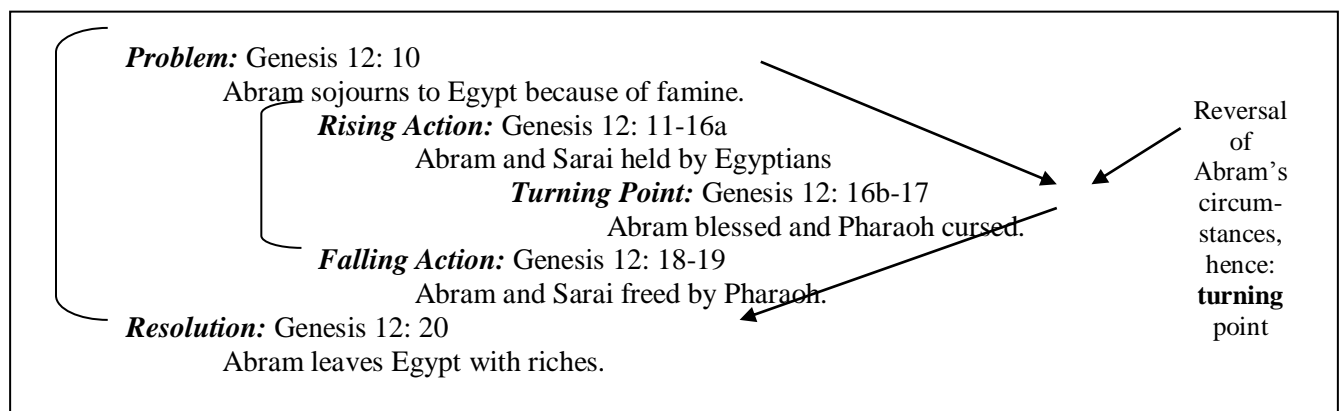 Problem: Genesis 12: 10
Abram sojourns to Egypt because of famine.
Rising Action: Genesis 12: 11-16a
Abram and Sarai held by Egyptians
Turning Point: Genesis 12: 16b-17
Abram blessed and Pharaoh cursed.
Falling Action: Genesis 12: 18-19
Abram and Sarai freed by Pharaoh.
Resolution: Genesis 12: 20
Abram leaves Egypt with riches.
Reversal
of
Abram’s
circum-
stances,
hence:
turning
point